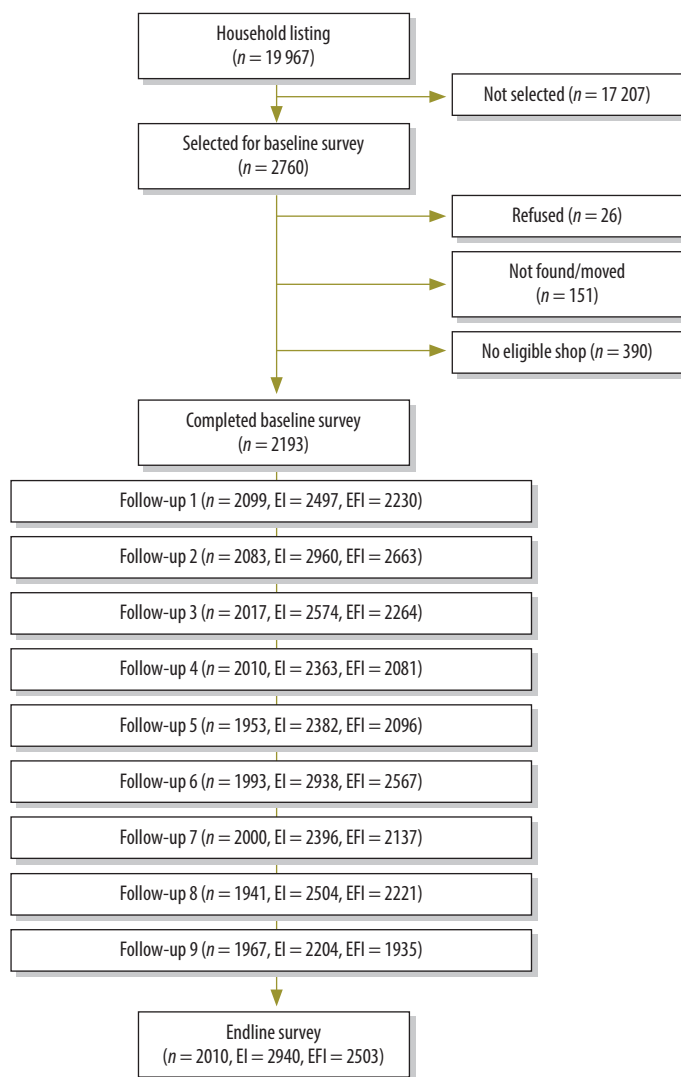 Household listing
(n = 19 967)
Not selected (n = 17 207)
Selected for baseline survey
(n = 2760)
Refused (n = 26)
Not found/moved
(n = 151)
No eligible shop (n = 390)
Completed baseline survey
(n = 2193)
Follow-up 1 (n = 2099, EI = 2497, EFI = 2230)
Follow-up 2 (n = 2083, EI = 2960, EFI = 2663)
Follow-up 3 (n = 2017, EI = 2574, EFI = 2264)
Follow-up 4 (n = 2010, EI = 2363, EFI = 2081)
Follow-up 5 (n = 1953, EI = 2382, EFI = 2096)
Follow-up 6 (n = 1993, EI = 2938, EFI = 2567)
Follow-up 7 (n = 2000, EI = 2396, EFI = 2137)
Follow-up 8 (n = 1941, EI = 2504, EFI = 2221)
Follow-up 9 (n = 1967, EI = 2204, EFI = 1935)
Endline survey
(n = 2010, EI = 2940, EFI = 2503)